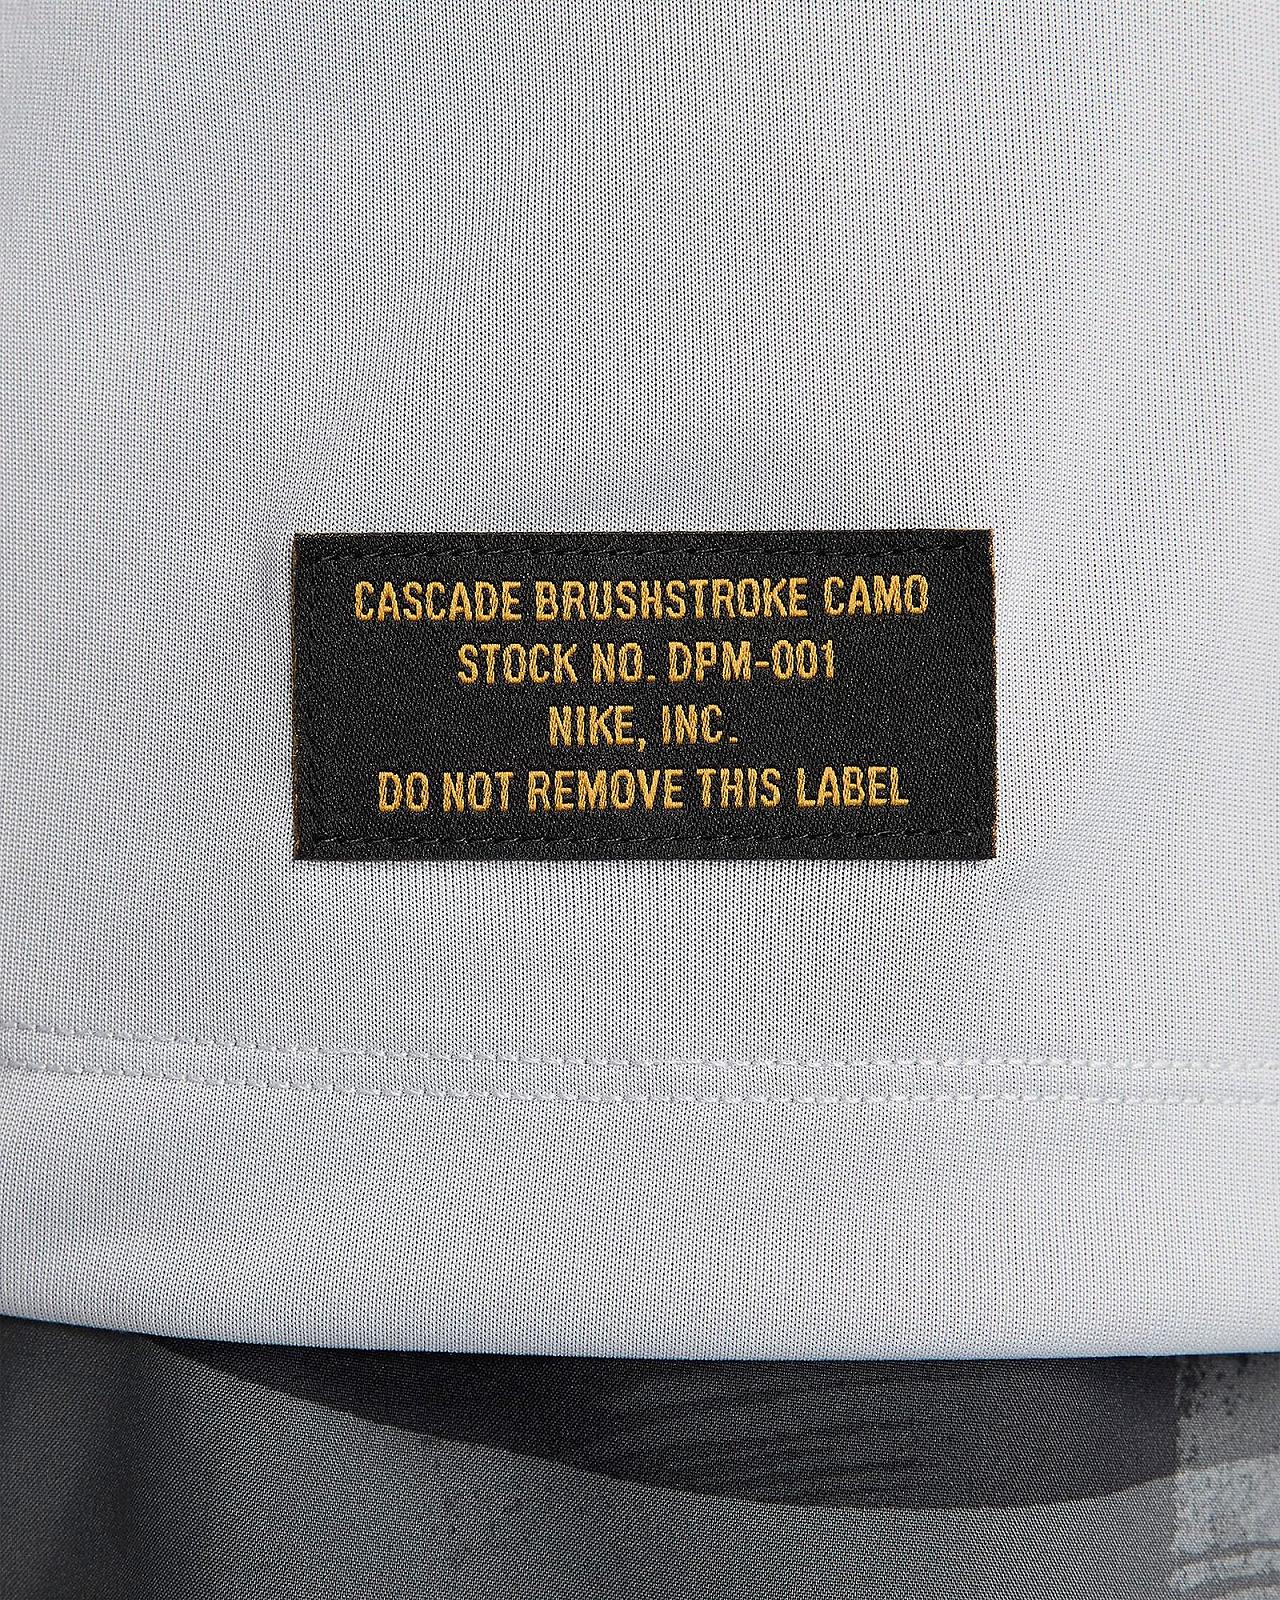 CASCADE BRUSHSTROKE CAMO
STOCK NO. DPM-001
NIKE, INC.
DO NOT REMOVE THIS LABEL